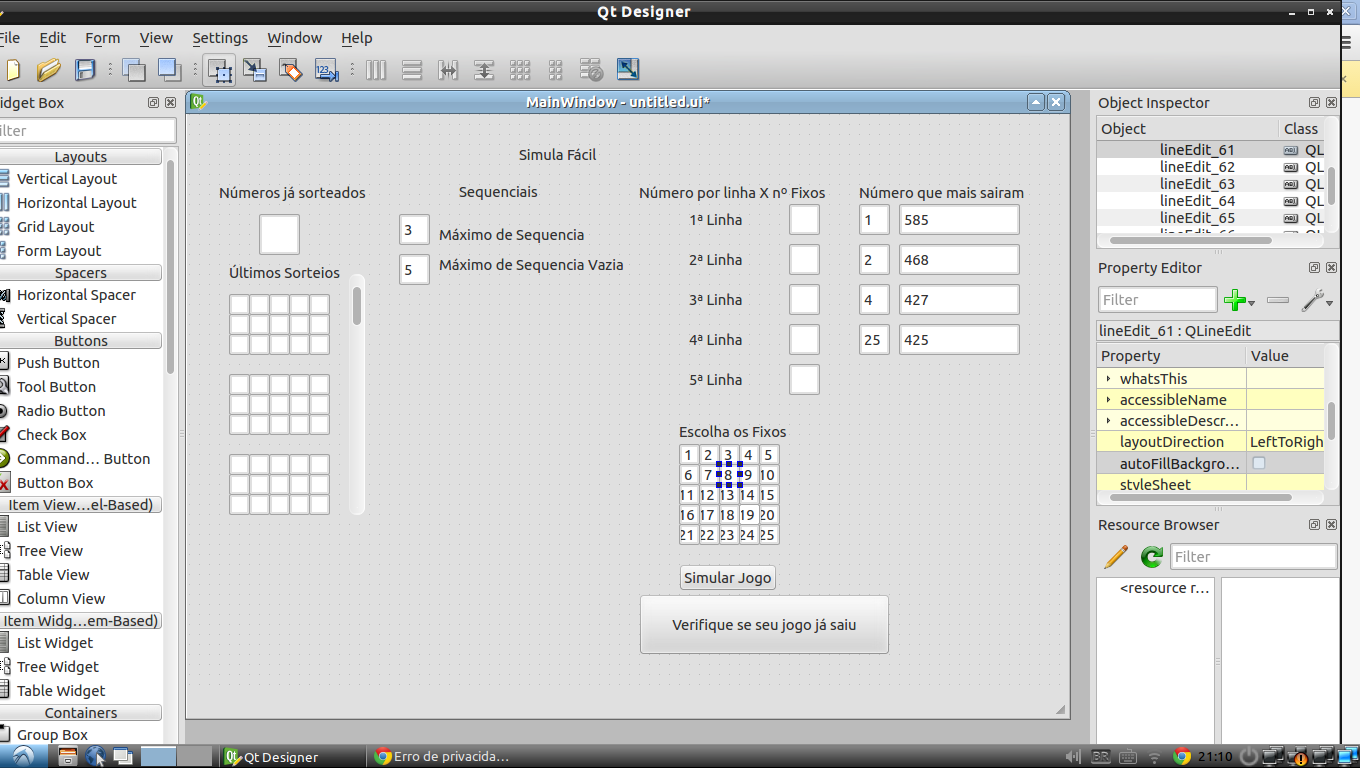 Qt Designer
File Edit Form View Settings Window Help
Widget Box
Filter
Layouts
Vertical Layout
Horizontal Layout
Grid Layout
Form Layout
Spacers
Horizontal Spacer
Vertical Spacer
Buttons
Push Button
Tool Button
Radio Button
Check Box
Command... Button
Button Box
Item View...el-Based)
List View
Tree View
Table View
Column View
Item Widg...em-Based)
List Widget
Tree Widget
Table Widget
Containers
Group Box
MainWindow - untitled.ui*
Simula Fácil
Números já sorteados
Últimos Sorteios
Sequenciais
3 Máximo de Sequencia
5 Máximo de Sequencia Vazia
Número por linha X nº Fixos
1ª Linha
2ª Linha
3ª Linha
4ª Linha
5ª Linha
Número que mais sairam
1 585
2 468
4 427
25 425
Escolha os Fixos
1 2 3 4 5
6 7 8 9 10
11 12 13 14 15
16 17 18 19 20
21 22 23 24 25
Simular Jogo
Verifique se seu jogo já saiu
Object Inspector
Object Class
lineEdit_61 QL
lineEdit_62 QL
lineEdit_63 QL
lineEdit_64 QL
lineEdit_65 QL
Property Editor
Filter
lineEdit_61 : QLineEdit
Property Value
whatsThis
accessibleName
accessibleDescr...
layoutDirection LeftToRigh
autoFillBackgro...
styleSheet
Resource Browser
Filter
<resource r...
Qt Designer
Erro de privacida...
BR
21:10